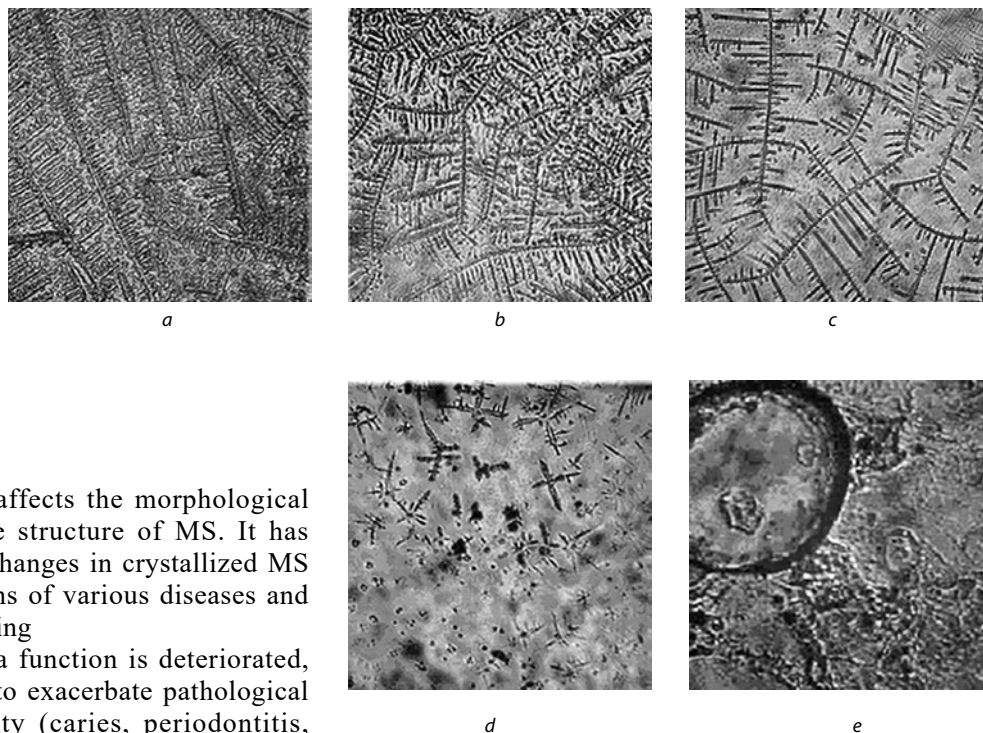 a
b
c
affects the morphological
e structure of MS. It has
hanges in crystallized MS
ns of various diseases and
ing
a function is deteriorated,
to exacerbate pathological
ty (caries, periodontitis,
d
e